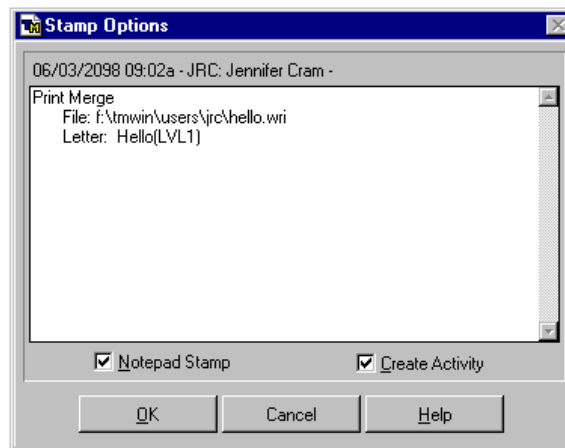 TM Stamp Options
06/03/2098 09:02a - JRC: Jennifer Cram -
Print Merge
File: f:\tmwin\users\jrc\hello.wri
Letter: Hello(LVL1)
Notepad Stamp
Create Activity
OK
Cancel
Help